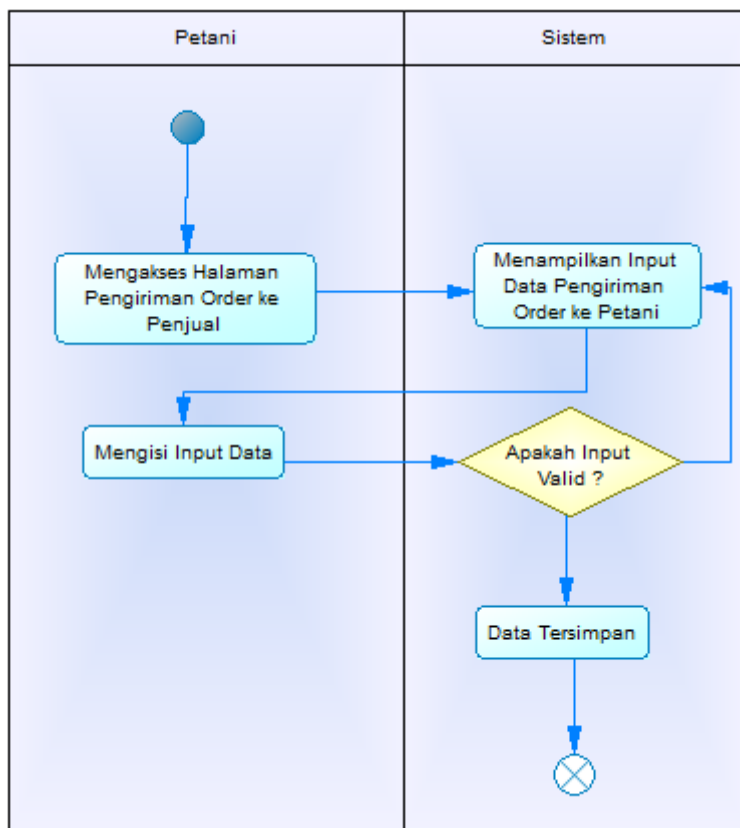 Petani
Sistem
Mengakses Halaman
Pengiriman Order ke
Penjual
Menampilkan Input
Data Pengiriman
Order ke Petani
Mengisi Input Data
Apakah Input
Valid ?
Data Tersimpan